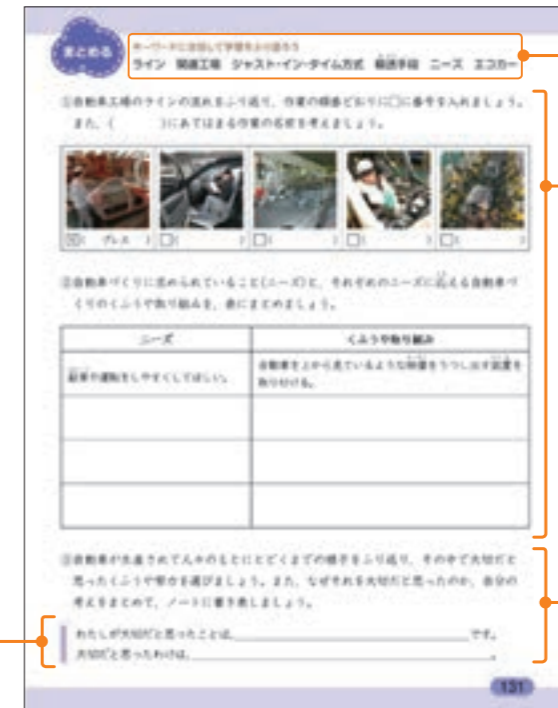 まとめる
キーワードに注目して学習をふり返ろう
ライン 関連工場 ジャスト・イン・タイム方式 輸送手段 ニーズ エコカー
①自動車工場のラインの流れをふり返り、作業の順番どおりに□に番号を入れましょう。
また、( )にあてはまる作業の名前を考えましょう。
プレス
②自動車づくりに求められていること(ニーズ)と、それぞれのニーズに応える自動車づ
くりのくふうや取り組みを、表にまとめましょう。
ニーズ くふうや取り組み
駐車や運転をしやすくしてほしい。 自動車を上から見ているような映像をうつし出す装置を
取り付ける。
③自動車が生産されて人々のもとにとどくまでの様子をふり返り、その中で大切だと
思ったくふうや努力を選びましょう。また、なぜそれを大切だと思ったのか、自分の
考えをまとめて、ノートに書き表しましょう。
わたしが大切だと思ったことは、 です。
大切だと思ったわけは、 。
131